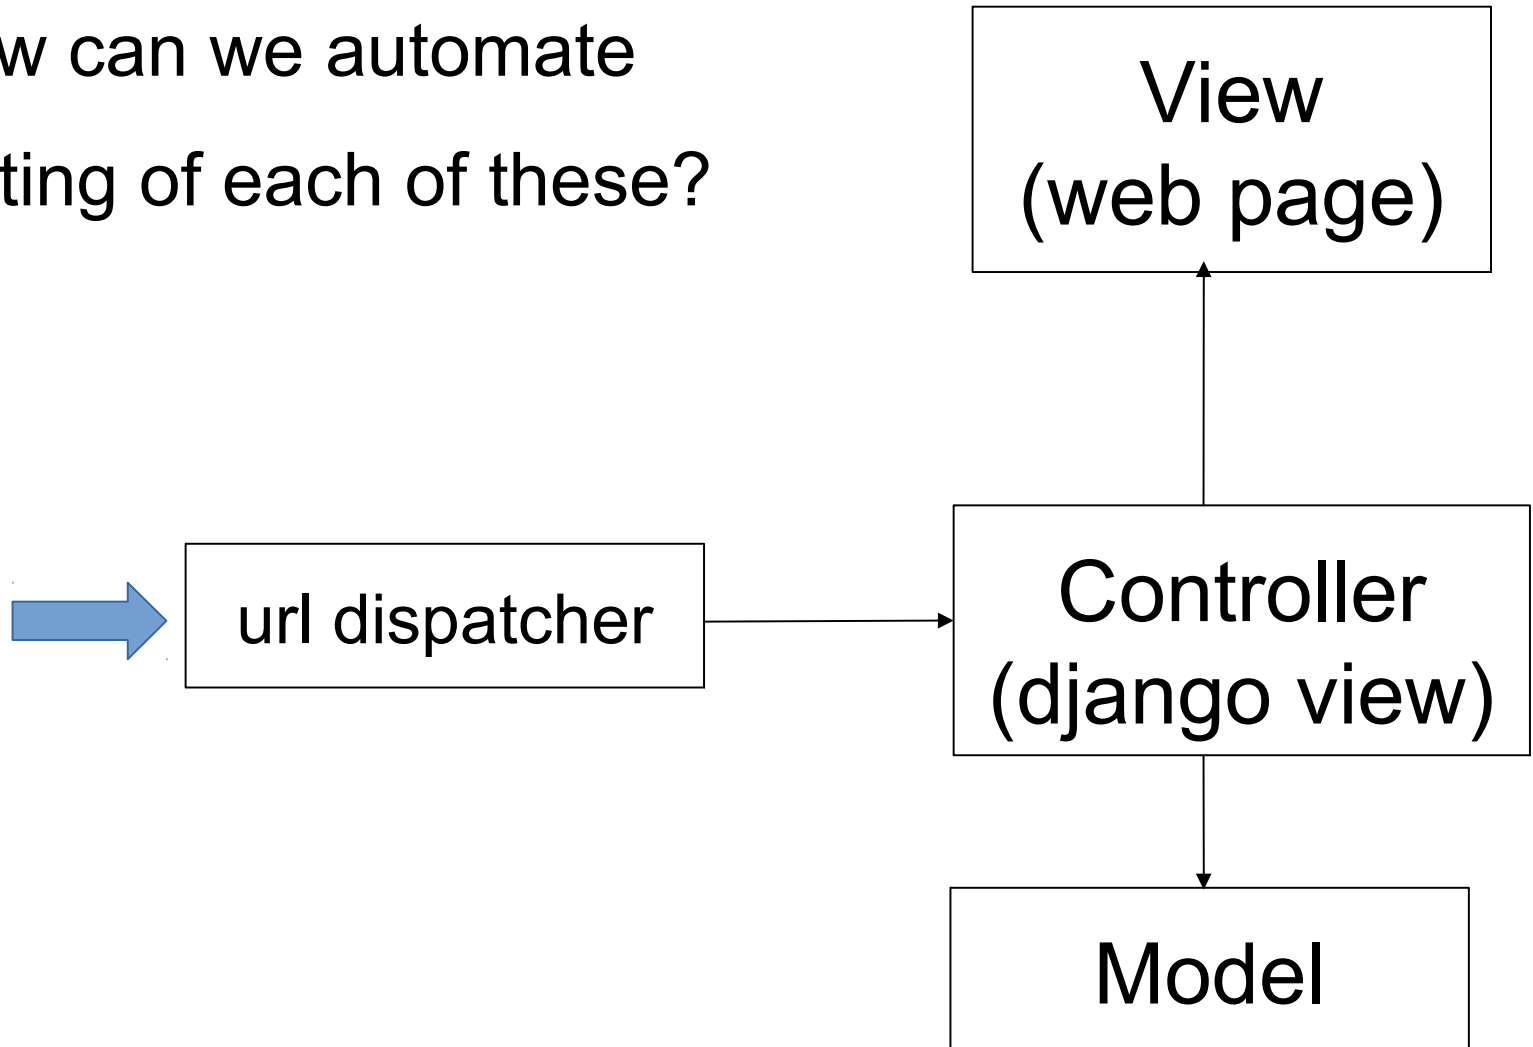 w can we automate
ting of each of these?
View
(web page)
url dispatcher
Controller
(django view)
Model